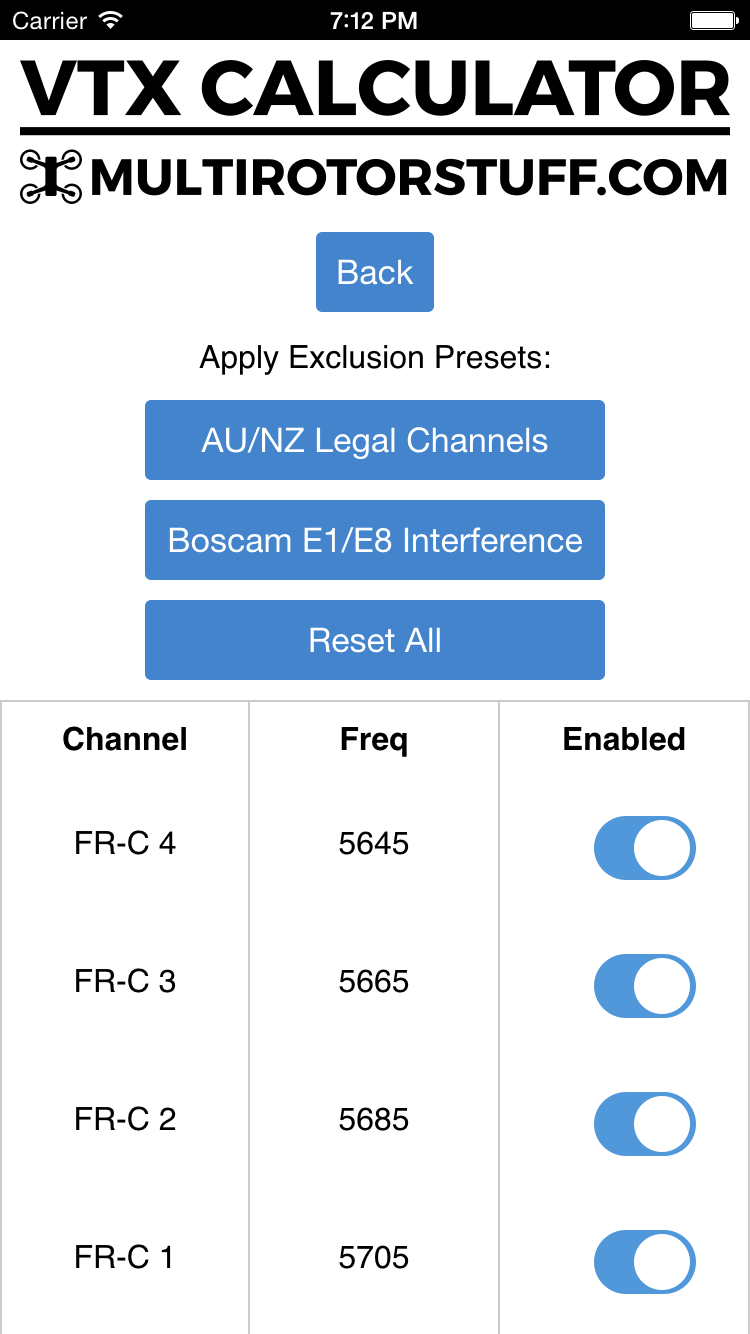 Carrier 7:12 PM
VTX CALCULATOR
MULTIROTORSTUFF.COM
Back
Apply Exclusion Presets:
AU/NZ Legal Channels
Boscam E1/E8 Interference
Reset All
Channel Freq Enabled
FR-C 4 5645
FR-C 3 5665
FR-C 2 5685
FR-C 1 5705